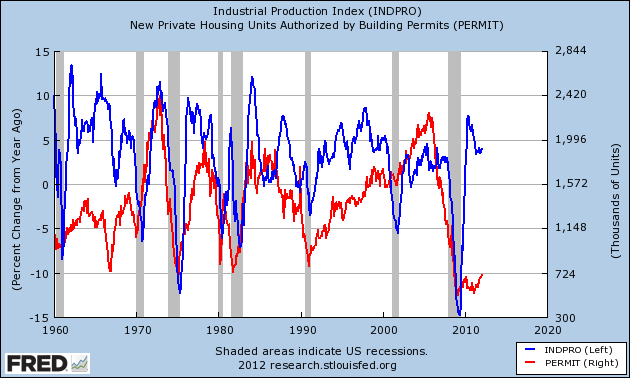 Industrial Production Index (INDPRO)
New Private Housing Units Authorized by Building Permits (PERMIT)
(Percent Change from Year Ago)
15
10
5
0
-5
-10
-15
2,844
2,420
1,996
1,572
1,148
724
300
(Thousands of Units)
1960 1970 1980 1990 2000 2010 2020
Shaded areas indicate US recessions.
2012 research.stlouisfed.org
FRED
INDPRO (Left)
PERMIT (Right)